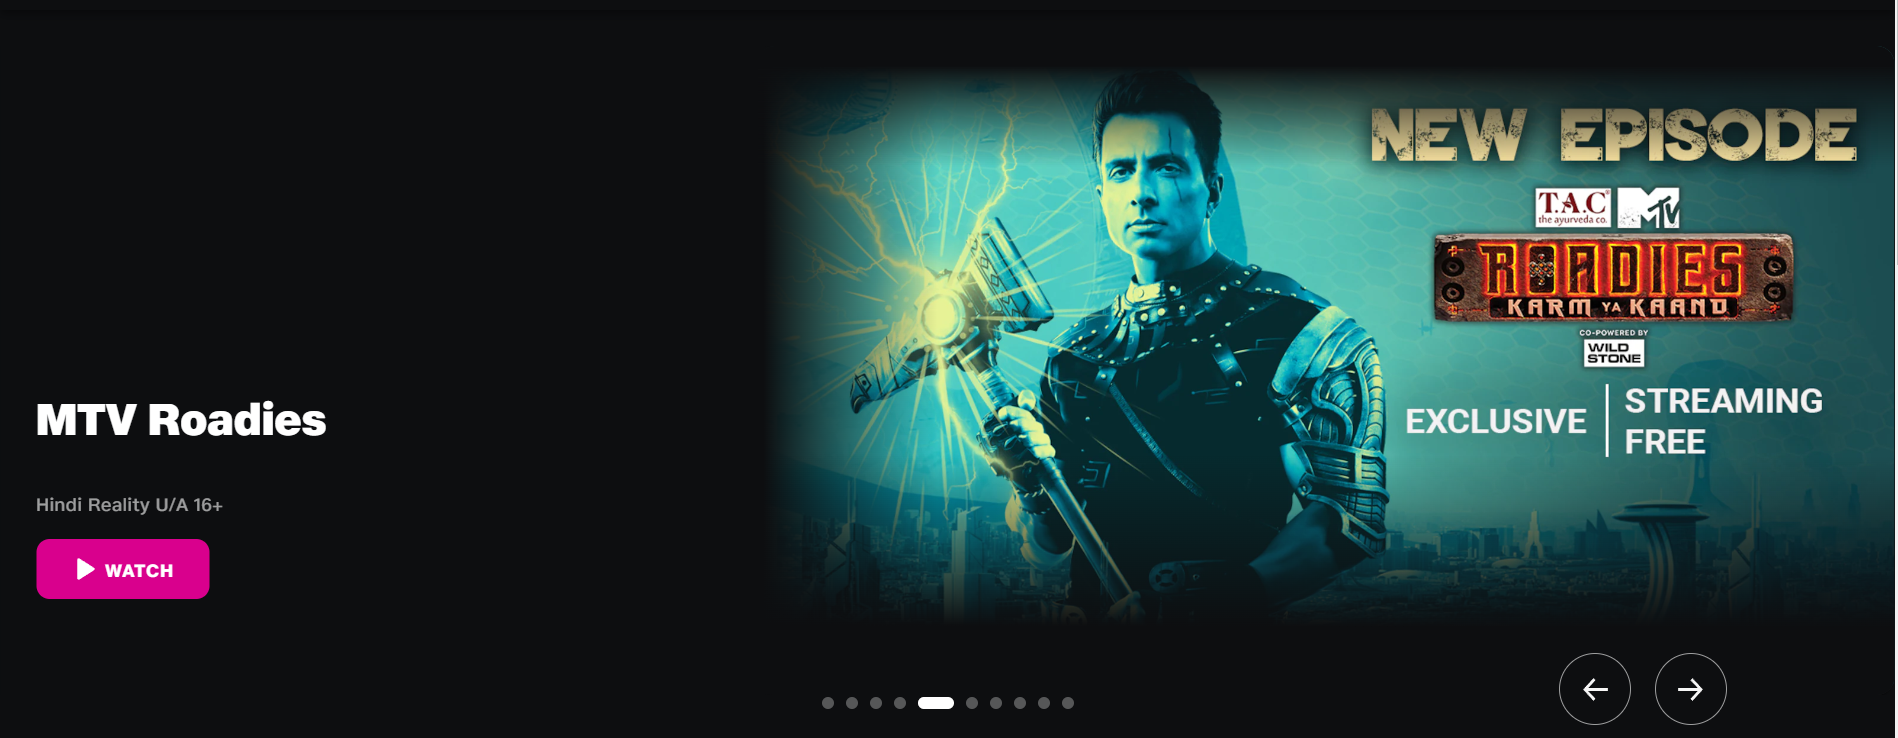 NEW EPISODE
T.A.C
the ayurveda co.
MTV
ROADIES
KARM YA KAAND
CO-POWERED BY
WILD
STONE
EXCLUSIVE
STREAMING
FREE
MTV Roadies
Hindi Reality U/A 16+
WATCH